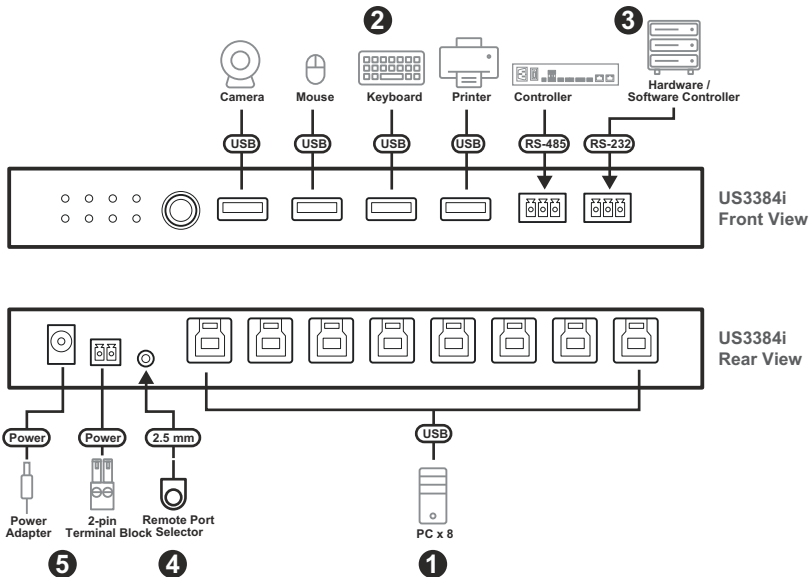 2
3
Camera
Mouse
Keyboard
Printer
Controller
Hardware /
Software Controller
USB
USB
USB
USB
RS-485
RS-232
US3384i
Front View
US3384i
Rear View
Power
Power
2.5 mm
USB
Power
Adapter
2-pin
Terminal Block
Remote Port
Selector
PC x 8
5
4
1